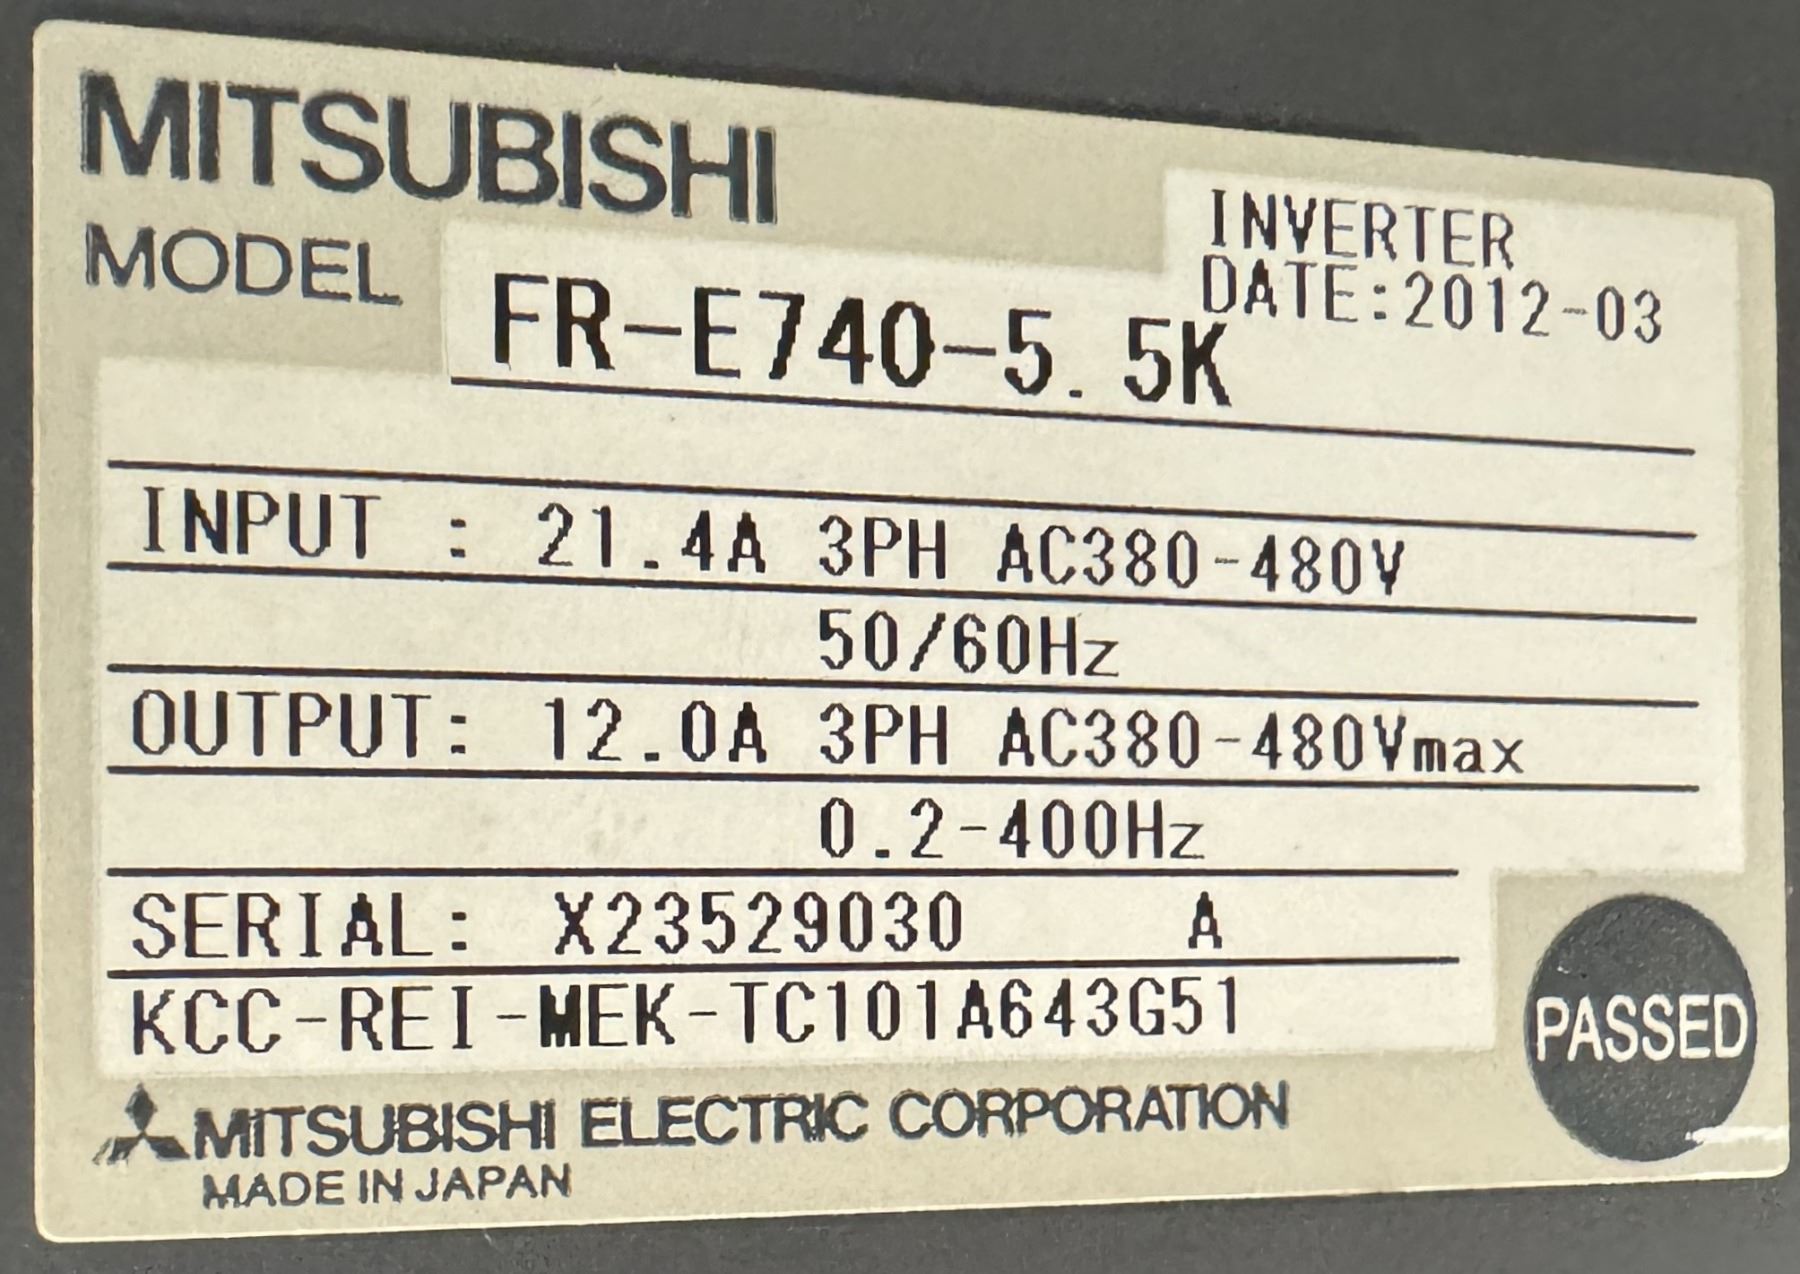 MITSUBISHI
INVERTER
DATE:2012-03
MODEL FR-E740-5.5K
INPUT : 21.4A 3PH AC380-480V
50/60Hz
OUTPUT: 12.0A 3PH AC380-480Vmax
0.2-400Hz
SERIAL: X23529030 A
KCC-REI-MEK-TC101A643G51
PASSED
MITSUBISHI ELECTRIC CORPORATION
MADE IN JAPAN